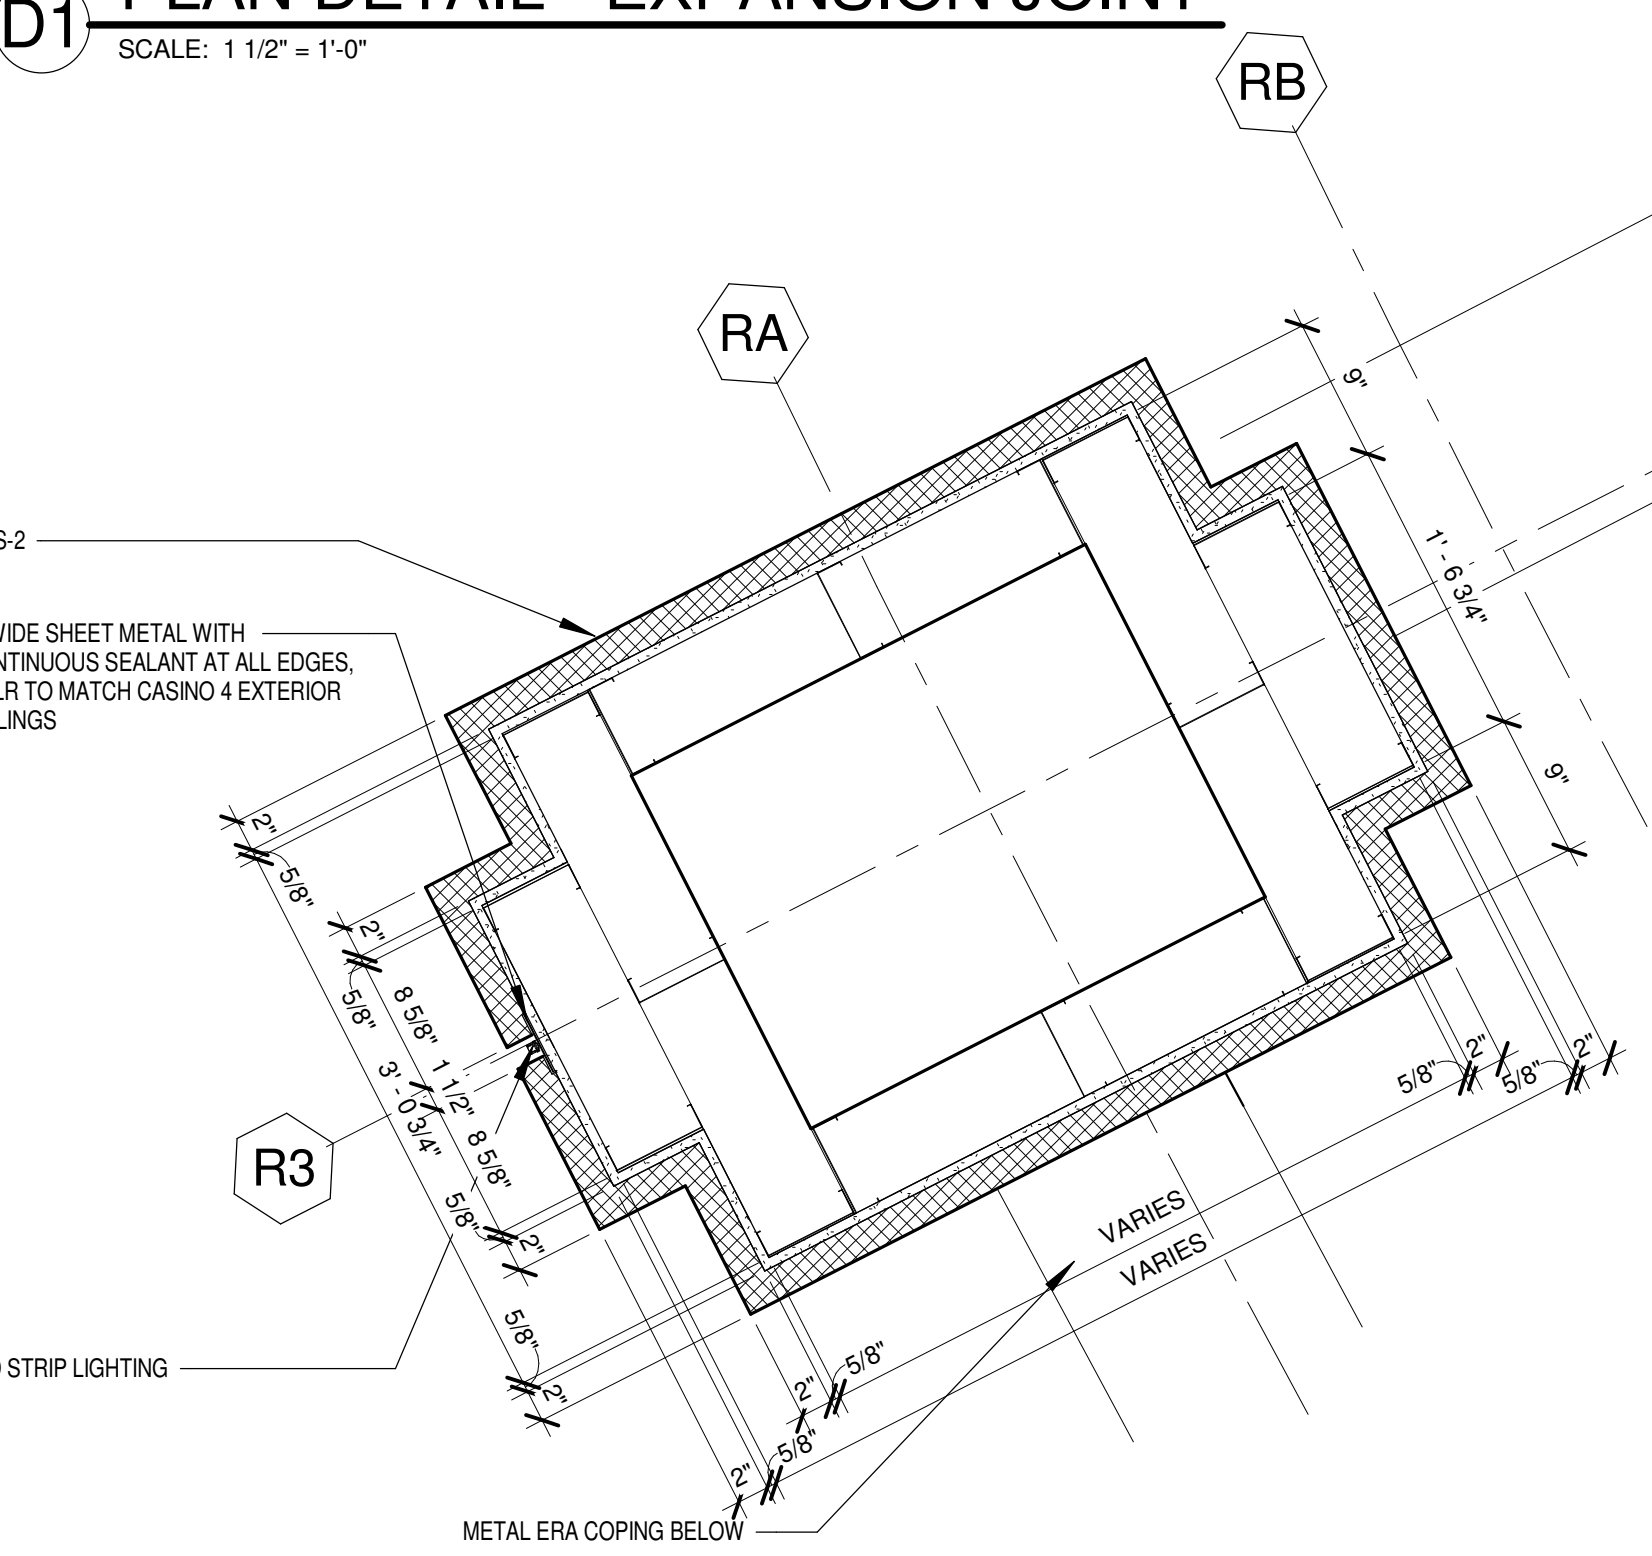 D1
PLAN DETAIL - EXPANSION JOINT
SCALE: 1 1/2" = 1'-0"
RB
RA
9"
1' - 6 3/4"
9"
S-2
WIDE SHEET METAL WITH
NTINUOUS SEALANT AT ALL EDGES,
LR TO MATCH CASINO 4 EXTERIOR
LINGS
2"
5/8"
2"
5/8"
8 5/8"
1 1/2"
3' - 0 3/4"
8 5/8"
5/8"
2"
5/8"
2"
R3
5/8"
2"
5/8"
2"
VARIES
VARIES
STRIP LIGHTING
2"
5/8"
2"
5/8"
METAL ERA COPING BELOW